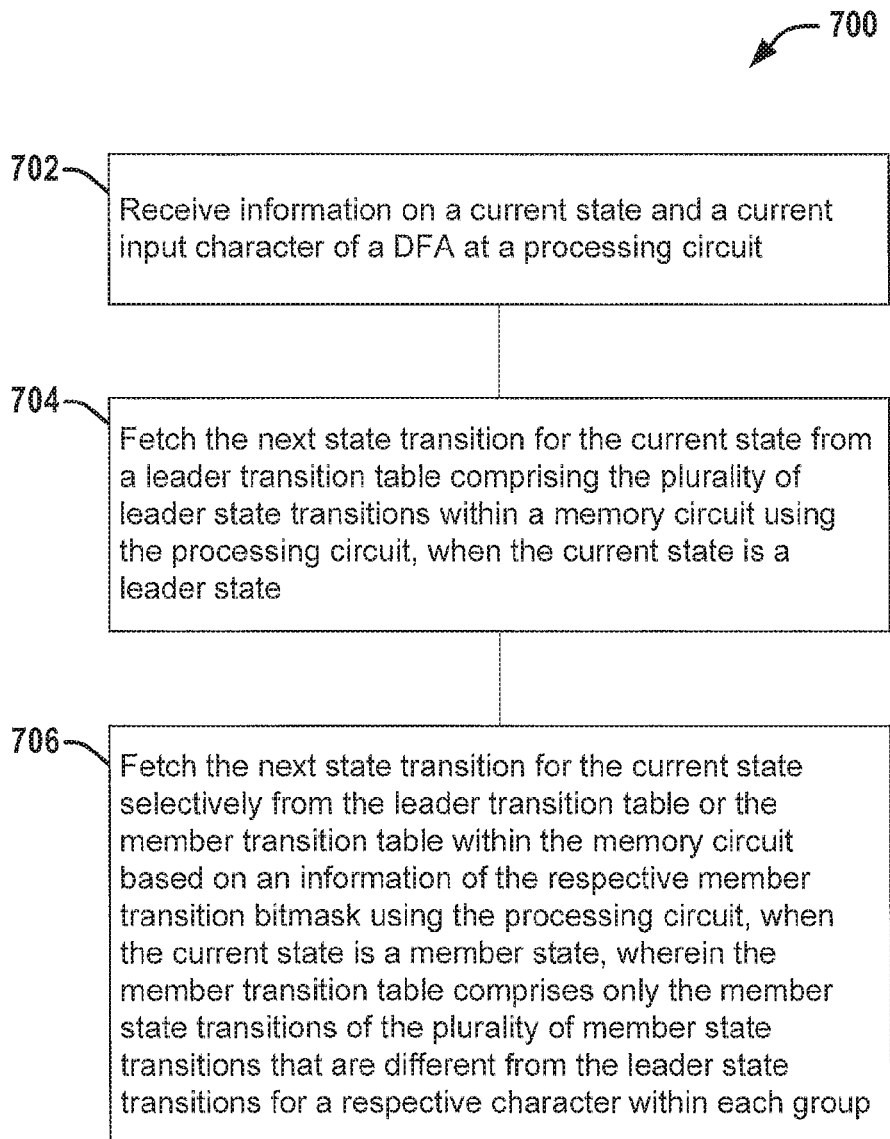 700
702
Receive information on a current state and a current
input character of a DFA at a processing circuit
704
Fetch the next state transition for the current state from
a leader transition table comprising the plurality of
leader state transitions within a memory circuit using
the processing circuit, when the current state is a
leader state
706
Fetch the next state transition for the current state
selectively from the leader transition table or the
member transition table within the memory circuit
based on an information of the respective member
transition bitmask using the processing circuit, when
the current state is a member state, wherein the
member transition table comprises only the member
state transitions of the plurality of member state
transitions that are different from the leader state
transitions for a respective character within each group